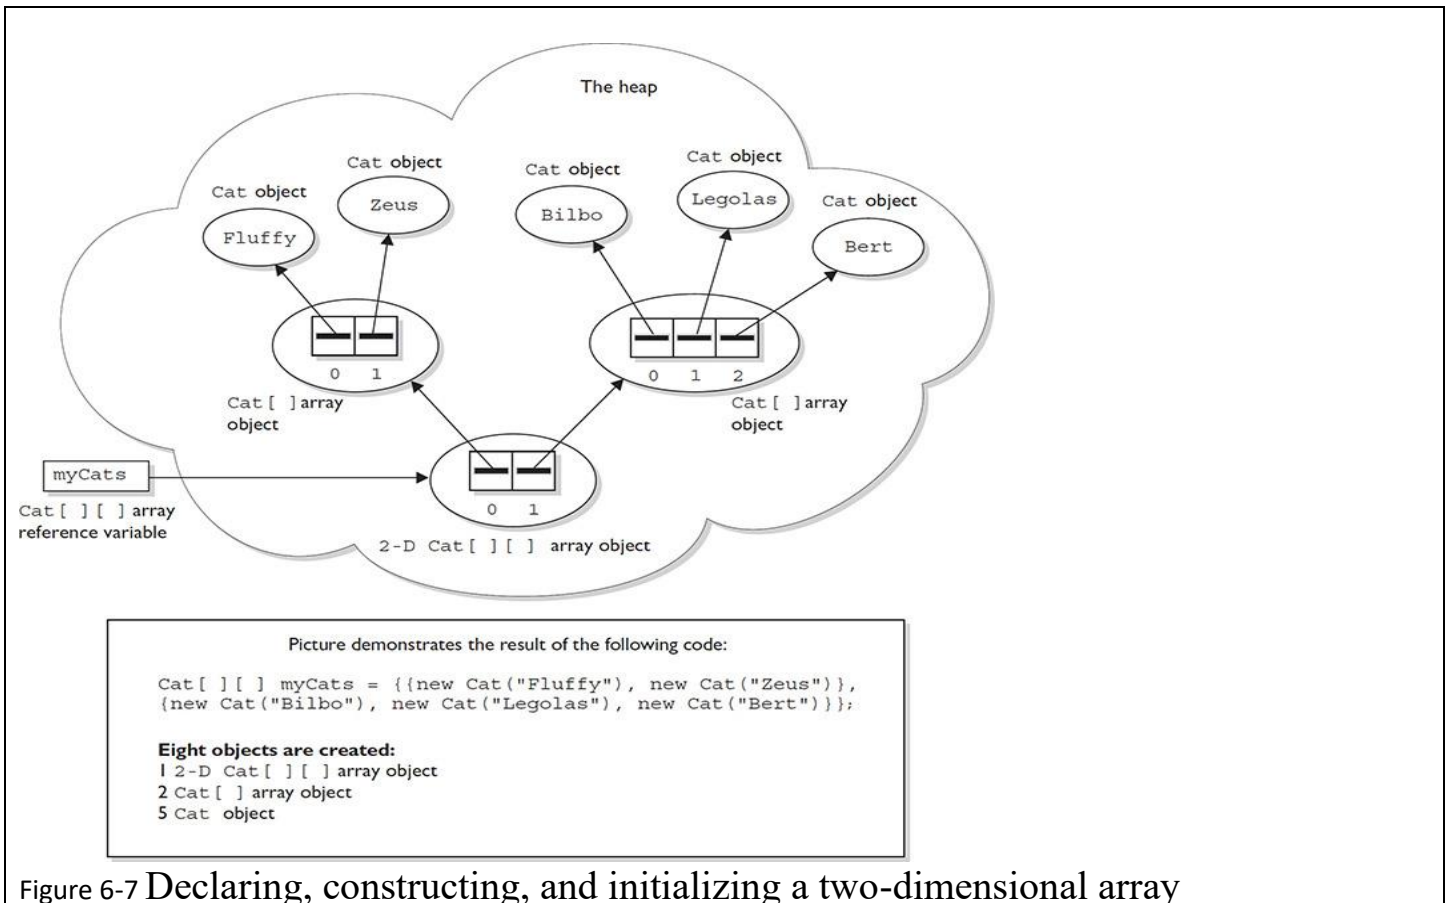 The heap
Cat object
Cat object
Cat object
Cat object
Cat object
Fluffy
Zeus
Bilbo
Legolas
Bert
0 1
0 1 2
Cat[ ] array
object
Cat[ ] array
object
myCats
Cat[ ][ ] array
reference variable
0 1
2-D Cat[ ][ ] array object
Picture demonstrates the result of the following code:
Cat[ ][ ] myCats = {{new Cat("Fluffy"), new Cat("Zeus")},
{new Cat("Bilbo"), new Cat("Legolas"), new Cat("Bert")}};
Eight objects are created:
1 2-D Cat[ ][ ] array object
2 Cat[ ] array object
5 Cat object
Figure 6-7 Declaring, constructing, and initializing a two-dimensional array